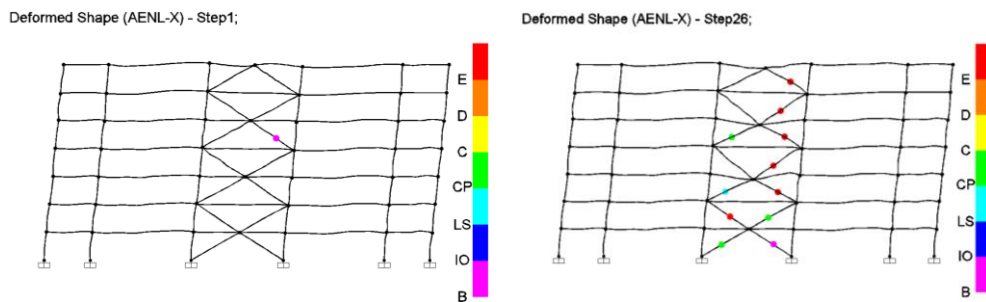 Deformed Shape (AENL-X) - Step1;
E
D
C
CP
LS
IO
B
Deformed Shape (AENL-X) - Step26;
E
D
C
CP
LS
IO
B